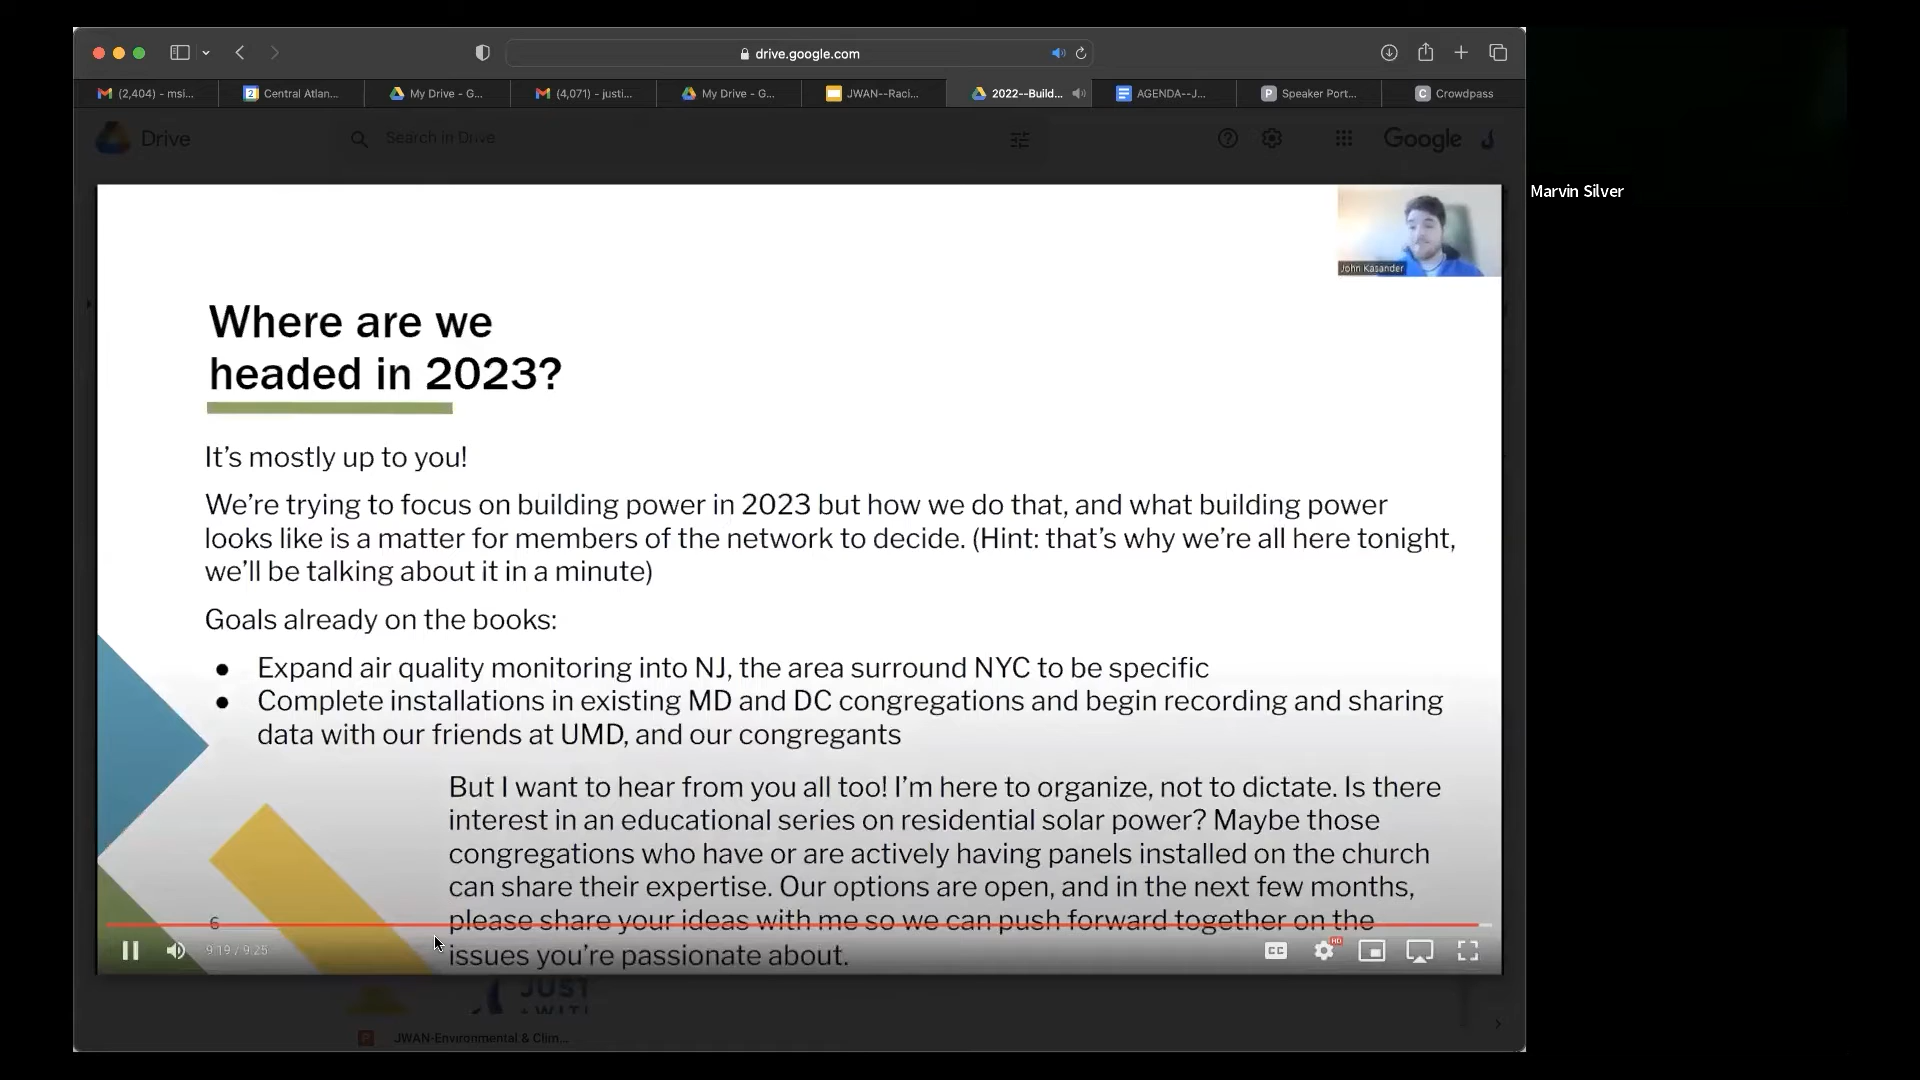 drive.google.com
(2,404) - msi...
2
Central Atlan...
My Drive - G...
(4,071) - justi...
My Drive - G...
JWAN--Raci...
2022--Build...
AGENDA--J...
P
Speaker Port...
C
Crowdpass
Drive
Search in Drive
Google
Marvin Silver
John Kasander
Where are we
headed in 2023?
It’s mostly up to you!
We’re trying to focus on building power in 2023 but how we do that, and what building power
looks like is a matter for members of the network to decide. (Hint: that’s why we’re all here tonight,
we’ll be talking about it in a minute)
Goals already on the books:
● Expand air quality monitoring into NJ, the area surround NYC to be specific
● Complete installations in existing MD and DC congregations and begin recording and sharing
data with our friends at UMD, and our congregants
But I want to hear from you all too! I’m here to organize, not to dictate. Is there
interest in an educational series on residential solar power? Maybe those
congregations who have or are actively having panels installed on the church
can share their expertise. Our options are open, and in the next few months,
please share your ideas with me so we can push forward together on the
issues you’re passionate about.
6
9:19 / 9:25
CC
HD
JUST
WIT
P
JWAN-Environmental & Clim...